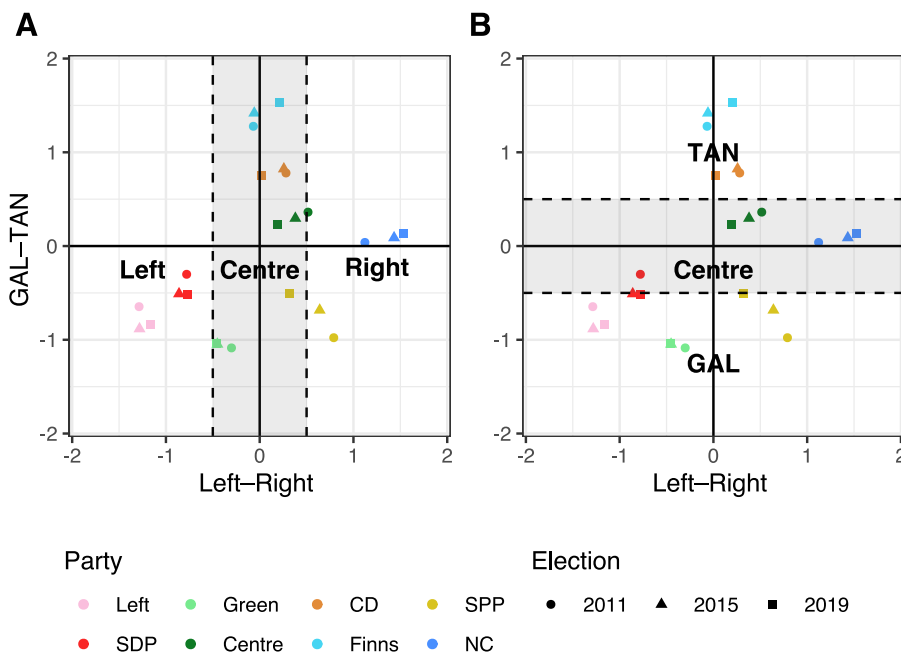 A B
2 2
1 1
TAN
0 0
Left Centre Right Centre
-1 -1
GAL
-2 -2
-2 -1 0 1 2 -2 -1 0 1 2
GAL–TAN
Left–Right Left–Right
Party Election
Left Green CD SPP 2011 2015 2019
SDP Centre Finns NC